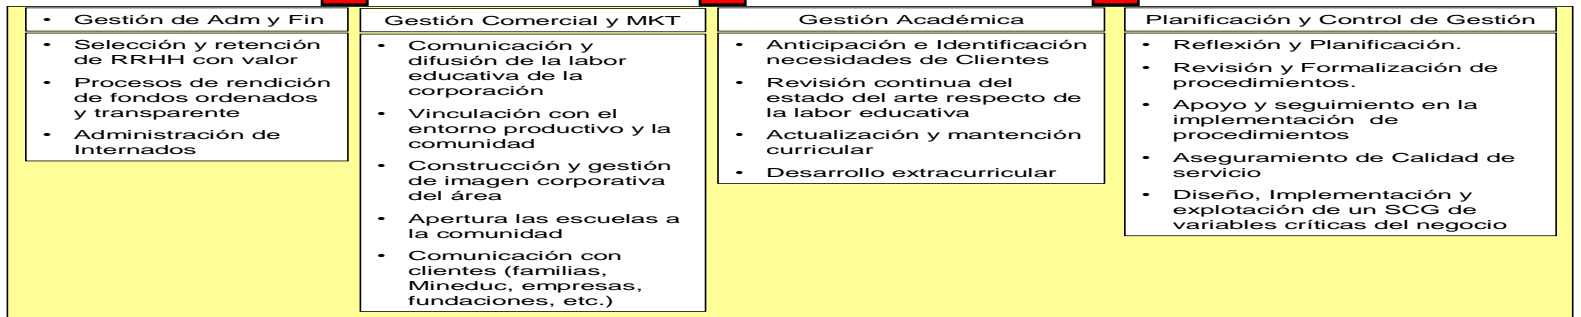 • Gestión de Adm y Fin
• Selección y retención
de RRHH con valor
• Procesos de rendición
de fondos ordenados
y transparente
• Administración de
Internados
Gestión Comercial y MKT
• Comunicación y
difusión de la labor
educativa de la
corporación
• Vinculación con el
entorno productivo y la
comunidad
• Construcción y gestión
de imagen corporativa
del área
• Apertura las escuelas a
la comunidad
• Comunicación con
clientes (familias,
Mineduc, empresas,
fundaciones, etc.)
Gestión Académica
• Anticipación e Identificación
necesidades de Clientes
• Revisión continua del
estado del arte respecto de
la labor educativa
• Actualización y mantención
curricular
• Desarrollo extracurricular
Planificación y Control de Gestión
• Reflexión y Planificación.
• Revisión y Formalización de
procedimientos.
• Apoyo y seguimiento en la
implementación de
procedimientos
• Aseguramiento de Calidad de
servicio
• Diseño, Implementación y
explotación de un SCG de
variables críticas del negocio